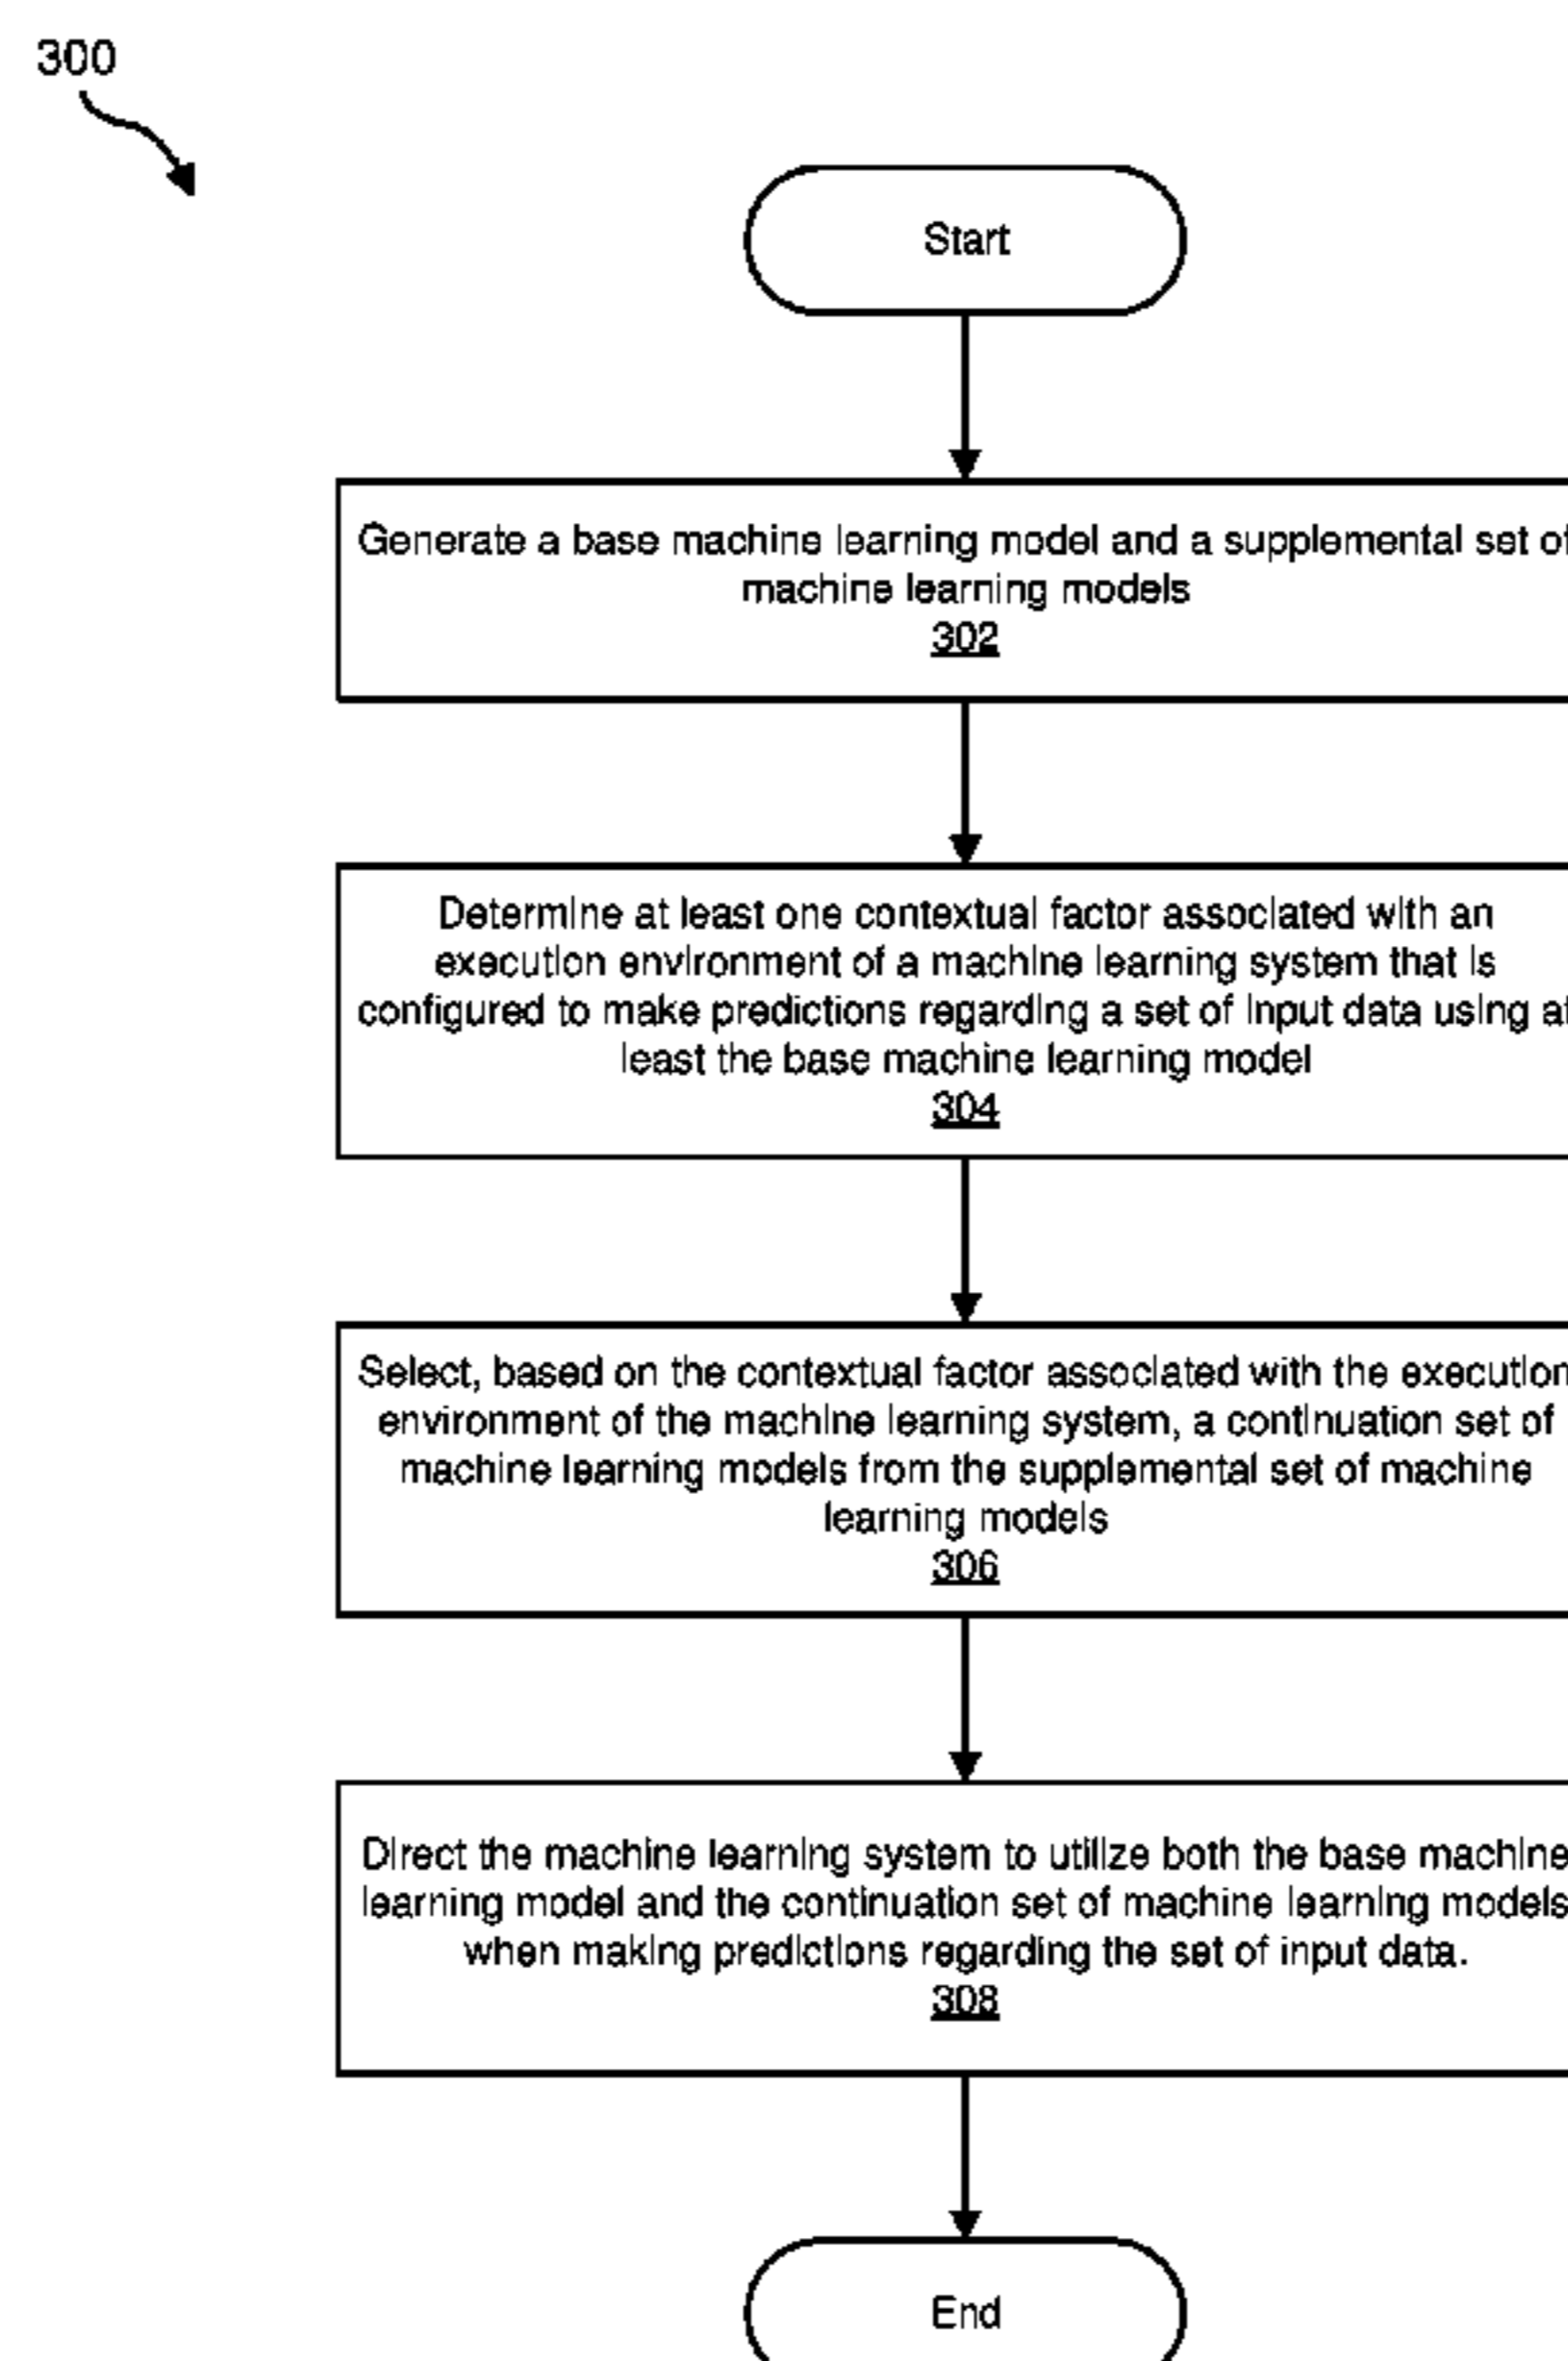 300
Start
Generate a base machine learning model and a supplemental set of
machine learning models
302
Determine at least one contextual factor associated with an
execution environment of a machine learning system that is
configured to make predictions regarding a set of input data using at
least the base machine learning model
304
Select, based on the contextual factor associated with the execution
environment of the machine learning system, a continuation set of
machine learning models from the supplemental set of machine
learning models
306
Direct the machine learning system to utilize both the base machine
learning model and the continuation set of machine learning models
when making predictions regarding the set of input data.
308
End